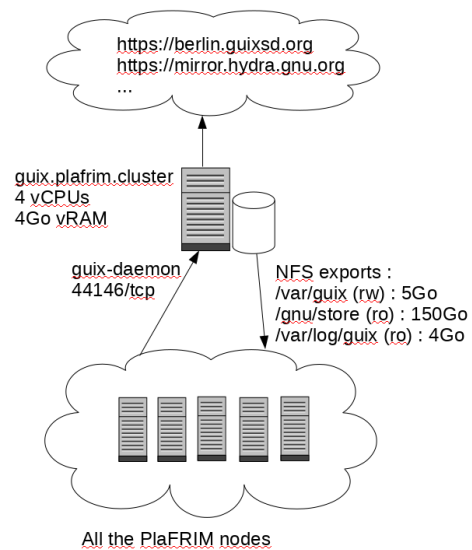 https://berlin.guixsd.org
https://mirror.hydra.gnu.org
...
guix.plafrim.cluster
4 vCPUs
4Go vRAM
guix-daemon
44146/tcp
NFS exports :
/var/guix (rw) : 5Go
/gnu/store (ro) : 150Go
/var/log/guix (ro) : 4Go
All the PlaFRIM nodes